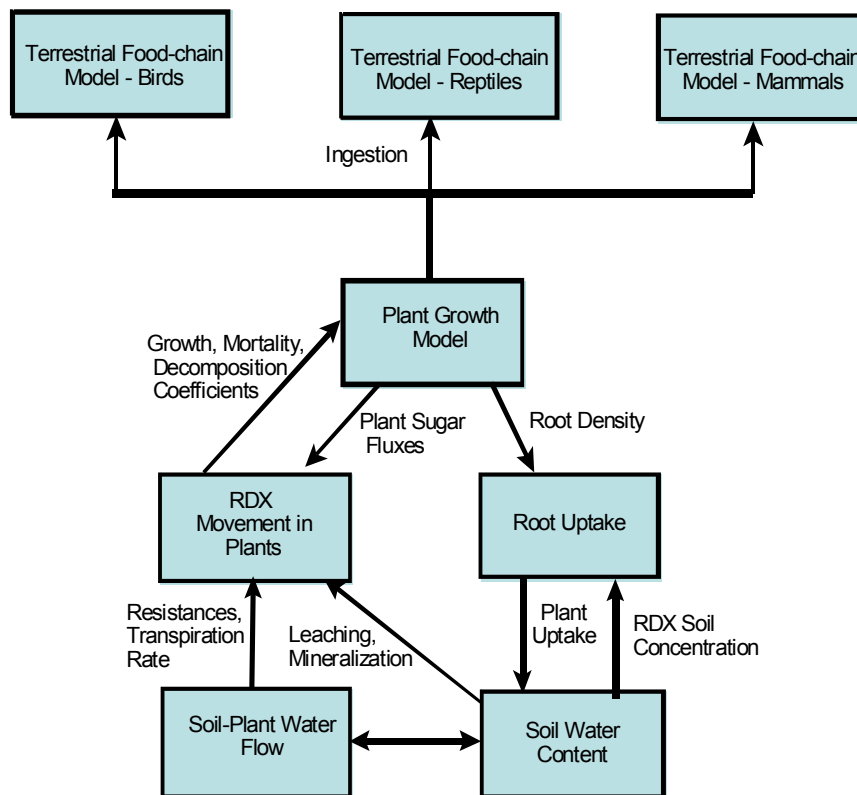 Terrestrial Food-chain
Model - Birds
Terrestrial Food-chain
Model - Reptiles
Terrestrial Food-chain
Model - Mammals
Ingestion
Plant Growth
Model
Growth, Mortality,
Decomposition
Coefficients
Plant Sugar
Fluxes
Root Density
RDX
Movement in
Plants
Root Uptake
Resistances,
Transpiration
Rate
Leaching,
Mineralization
Plant
Uptake
RDX Soil
Concentration
Soil-Plant Water
Flow
Soil Water
Content